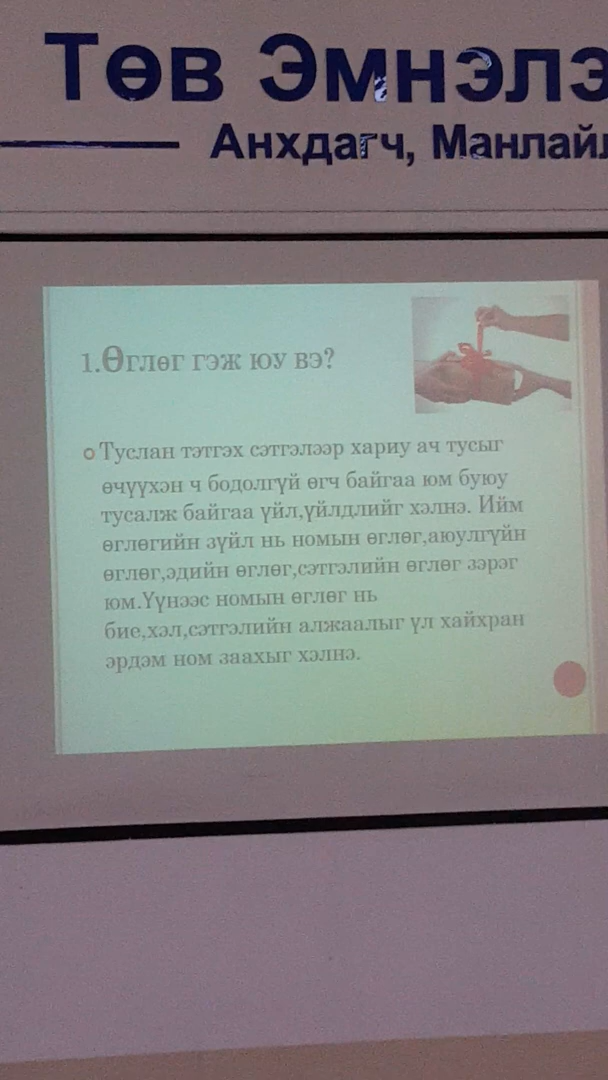 Төв Эмнэлэ
Анхдагч, Манлайл
1.Өглөг гэж юу вэ?
Туслан тэтгэх сэтгэлээр хариу ач тусыг
өчүүхэн ч бодолгүй өгч байгаа юм буюу
тусалж байгаа үйл,үйлдлийг хэлнэ. Ийм
өглөгийн зүйл нь номын өглөг,аюулгүйн
өглөг,эдийн өглөг,сэтгэлийн өглөг зэрэг
юм.Үүнээс номын өглөг нь
бие,хэл,сэтгэлийн алжаалыг үл хайхран
эрдэм ном заахыг хэлнэ.